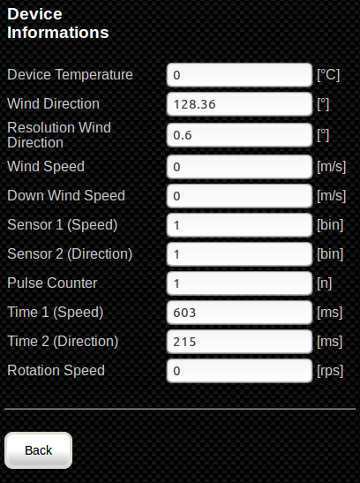 Device
Informations
Device Temperature 0 [°C]
Wind Direction 128.36 [°]
Resolution Wind
Direction 0.6 [°]
Wind Speed 0 [m/s]
Down Wind Speed 0 [m/s]
Sensor 1 (Speed) 1 [bin]
Sensor 2 (Direction) 1 [bin]
Pulse Counter 1 [n]
Time 1 (Speed) 603 [ms]
Time 2 (Direction) 215 [ms]
Rotation Speed 0 [rps]
Back